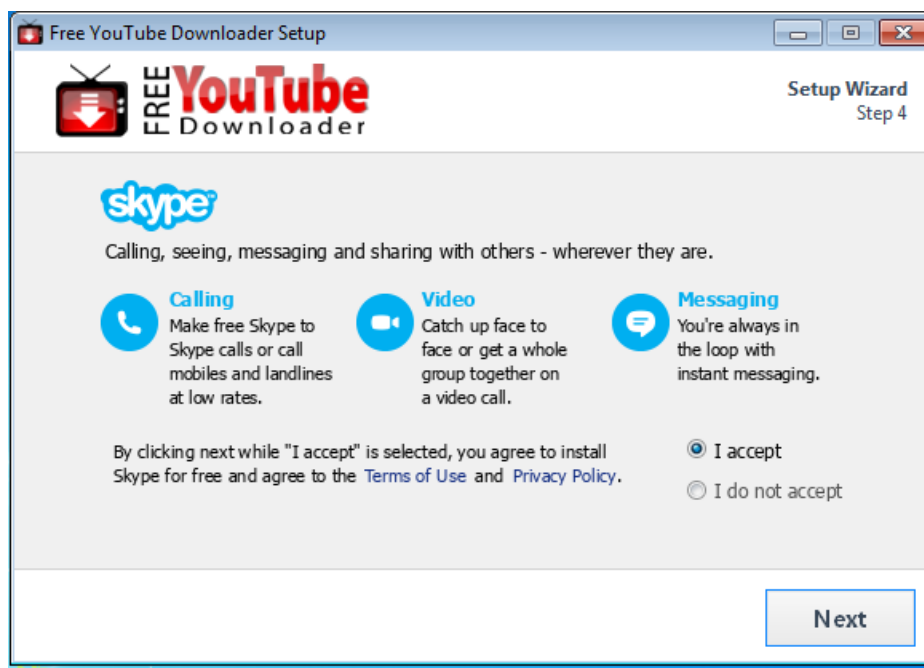 Free YouTube Downloader Setup
FREE YouTube
Downloader
Setup Wizard
Step 4
skype™
Calling, seeing, messaging and sharing with others - wherever they are.
Calling
Make free Skype to
Skype calls or call
mobiles and landlines
at low rates.
Video
Catch up face to
face or get a whole
group together on
a video call.
Messaging
You're always in
the loop with
instant messaging.
By clicking next while "I accept" is selected, you agree to install
Skype for free and agree to the Terms of Use and Privacy Policy.
I accept
I do not accept
Next